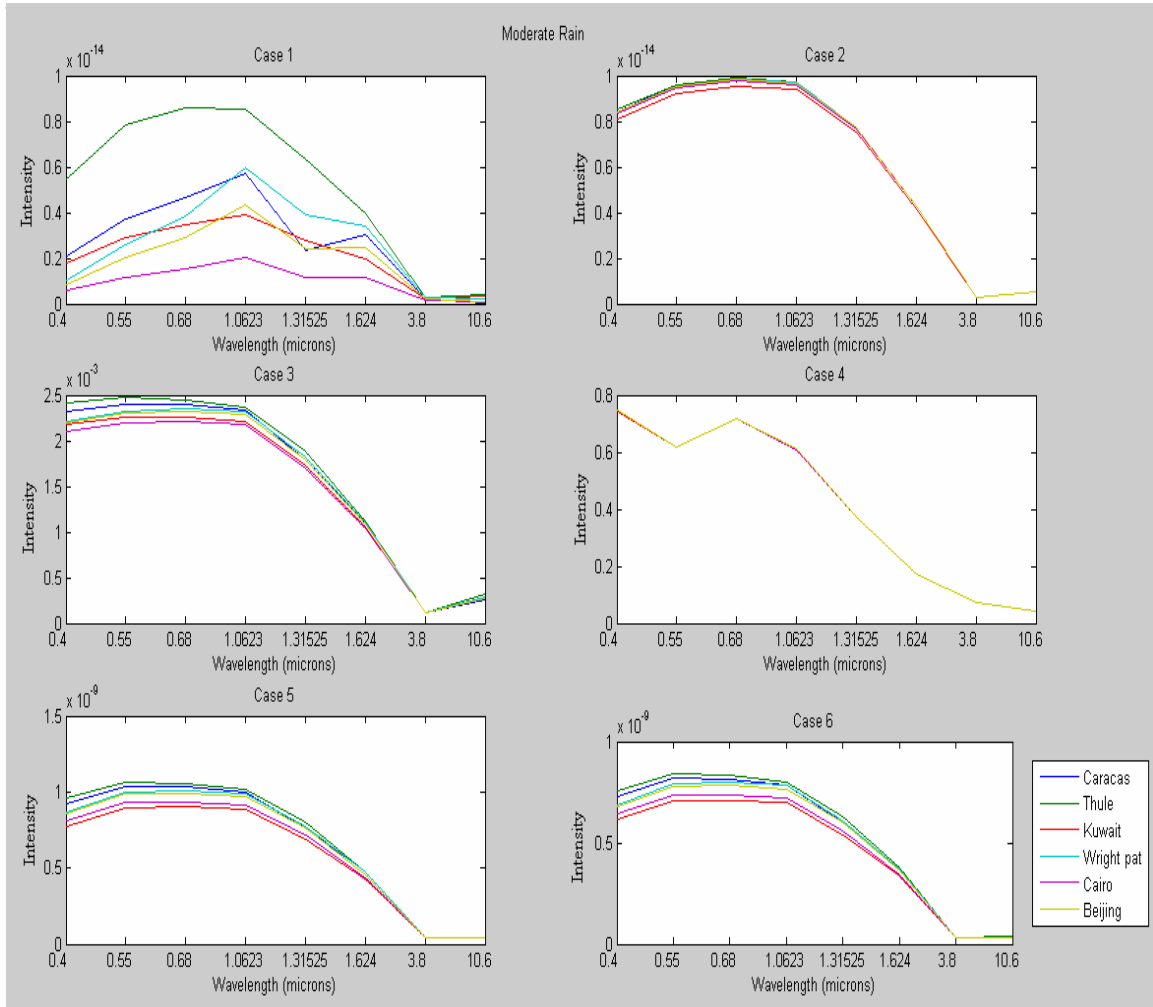 Moderate Rain
x 10^-14
Case 1
Intensity
1
0.8
0.6
0.4
0.2
0
0.4 0.55 0.68 1.0623 1.31525 1.624 3.8 10.6
Wavelength (microns)
x 10^-14
Case 2
Intensity
1
0.8
0.6
0.4
0.2
0
0.4 0.55 0.68 1.0623 1.31525 1.624 3.8 10.6
Wavelength (microns)
x 10^-3
Case 3
Intensity
2.5
2
1.5
1
0.5
0
0.4 0.55 0.68 1.0623 1.31525 1.624 3.8 10.6
Wavelength (microns)
Case 4
Intensity
0.8
0.6
0.4
0.2
0
0.4 0.55 0.68 1.0623 1.31525 1.624 3.8 10.6
Wavelength (microns)
x 10^-9
Case 5
Intensity
1.5
1
0.5
0
0.4 0.55 0.68 1.0623 1.31525 1.624 3.8 10.6
Wavelength (microns)
x 10^-9
Case 6
Intensity
1
0.5
0
0.4 0.55 0.68 1.0623 1.31525 1.624 3.8 10.6
Wavelength (microns)
Caracas
Thule
Kuwait
Wright pat
Cairo
Beijing